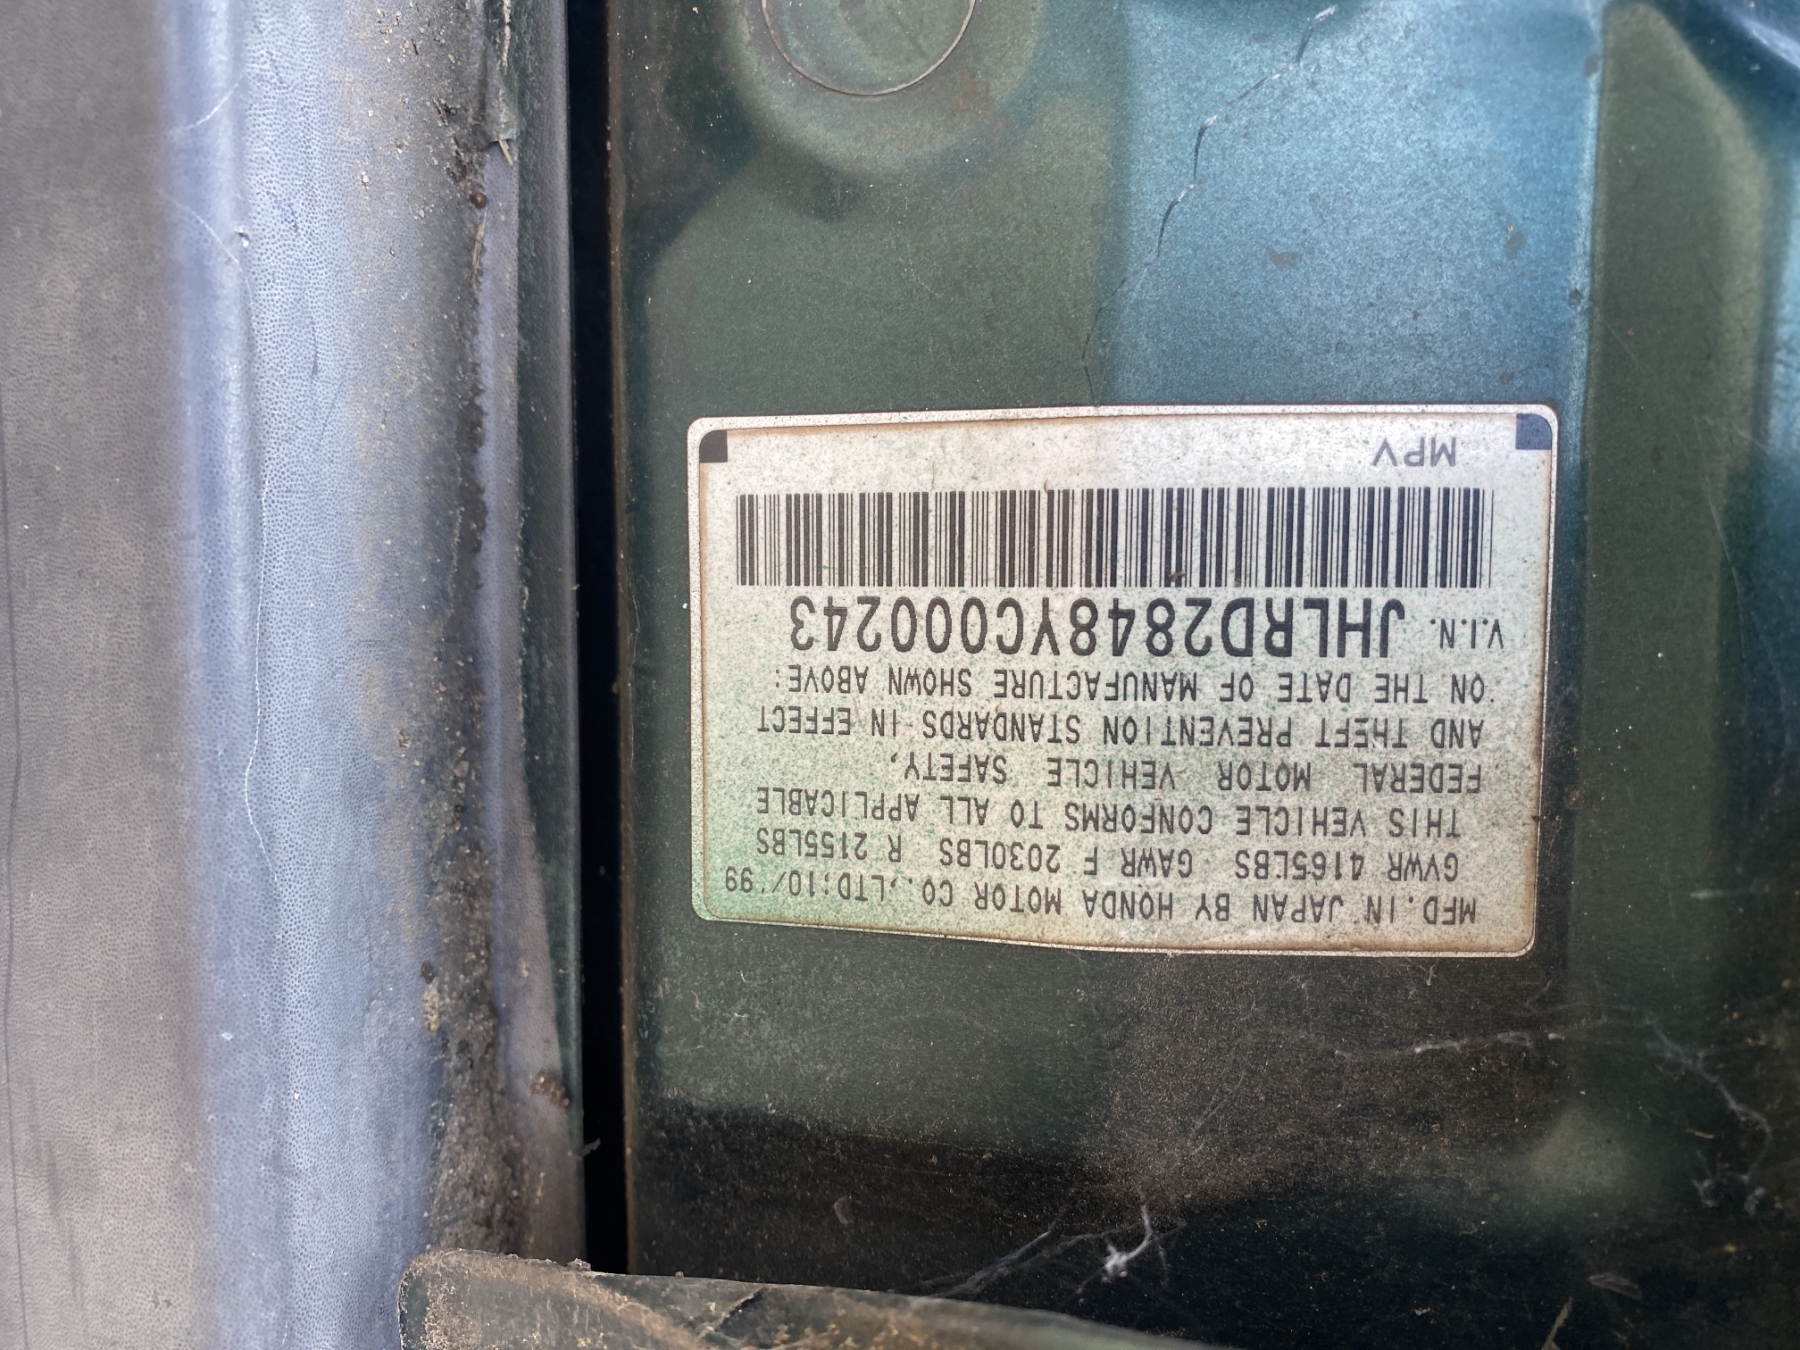 MFD. IN JAPAN BY HONDA MOTOR CO.,LTD:10/'99
GVWR 4165LBS GAWR F 2030LBS R 2155LBS
THIS VEHICLE CONFORMS TO ALL APPLICABLE
FEDERAL MOTOR VEHICLE SAFETY,
AND THEFT PREVENTION STANDARDS IN EFFECT
ON THE DATE OF MANUFACTURE SHOWN ABOVE:
V.I.N. JHLRD2848YC000243
MPV